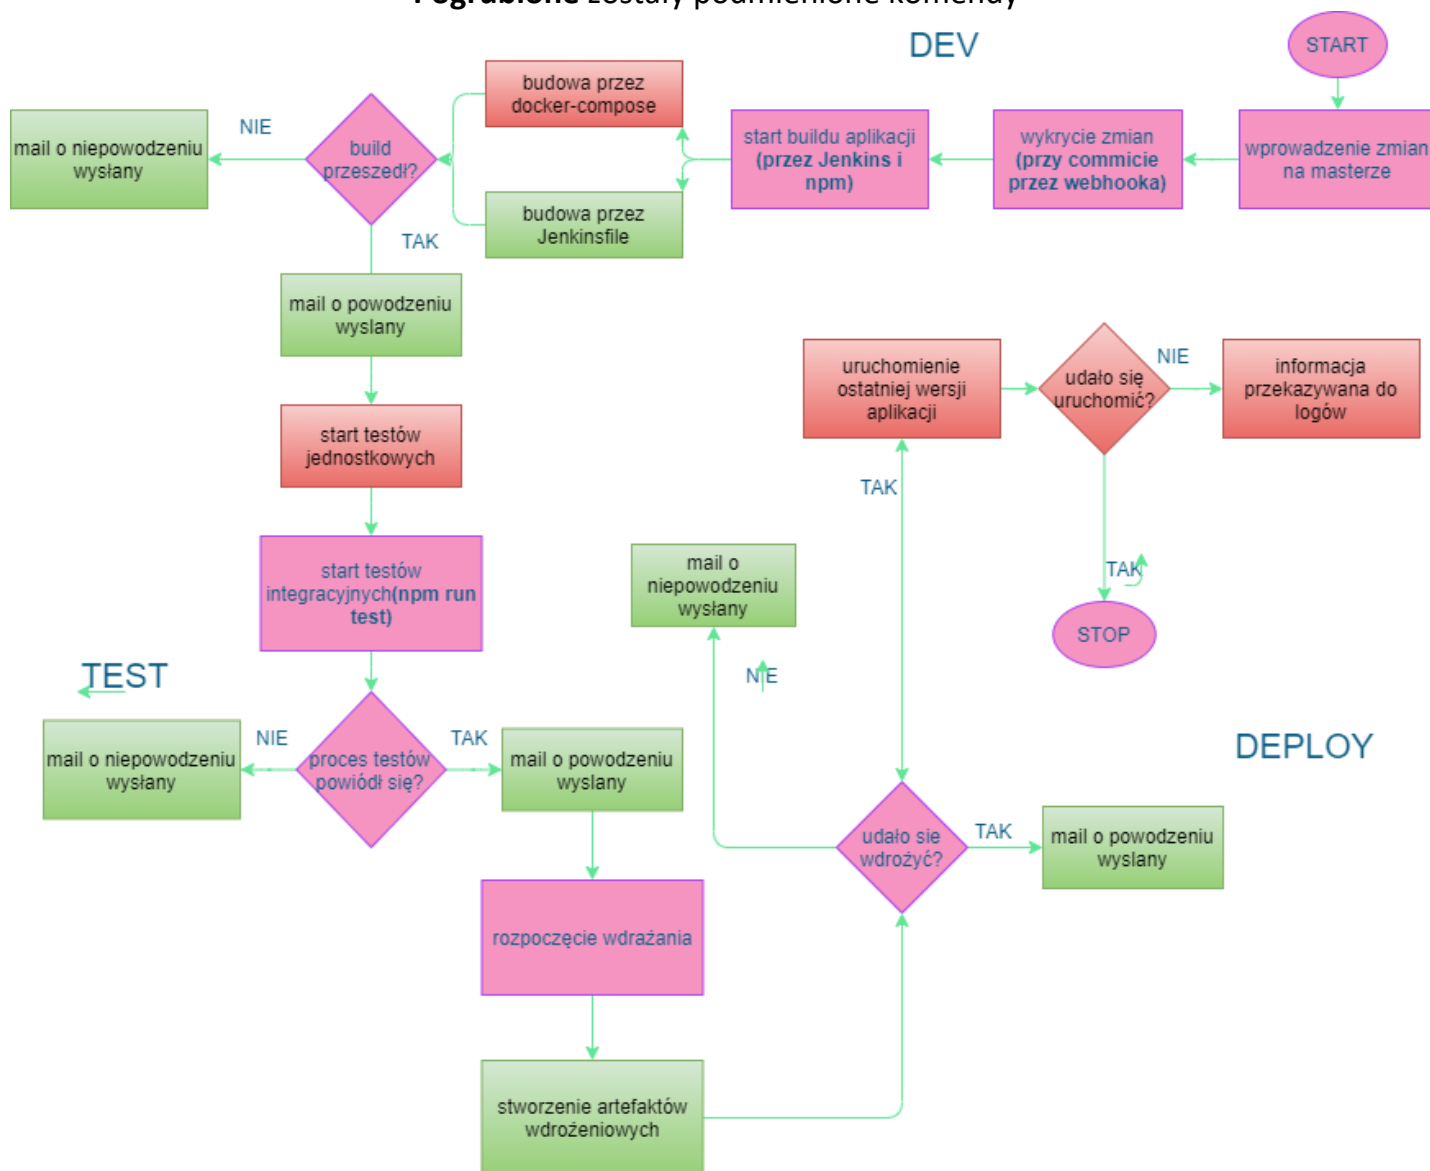 Pogrubione zostały podmienione komendy
DEV
START
wprowadzenie zmian
na masterze
wykrycie zmian
(przy commicie
przez webhooka)
start buildu aplikacji
(przez Jenkins i
npm)
budowa przez
docker-compose
budowa przez
Jenkinsfile
build
przeszedł?
NIE
mail o niepowodzeniu
wysłany
TAK
mail o powodzeniu
wyslany
start testów
jednostkowych
start testów
integracyjnych(npm run
test)
TEST
proces testów
powiódł się?
NIE
mail o niepowodzeniu
wysłany
TAK
mail o powodzeniu
wyslany
rozpoczęcie wdrażania
stworzenie artefaktów
wdrożeniowych
DEPLOY
udało sie
wdrożyć?
NIE
mail o
niepowodzeniu
wysłany
TAK
mail o powodzeniu
wyslany
TAK
uruchomienie
ostatniej wersji
aplikacji
udało się
uruchomić?
NIE
informacja
przekazywana do
logów
TAK
STOP